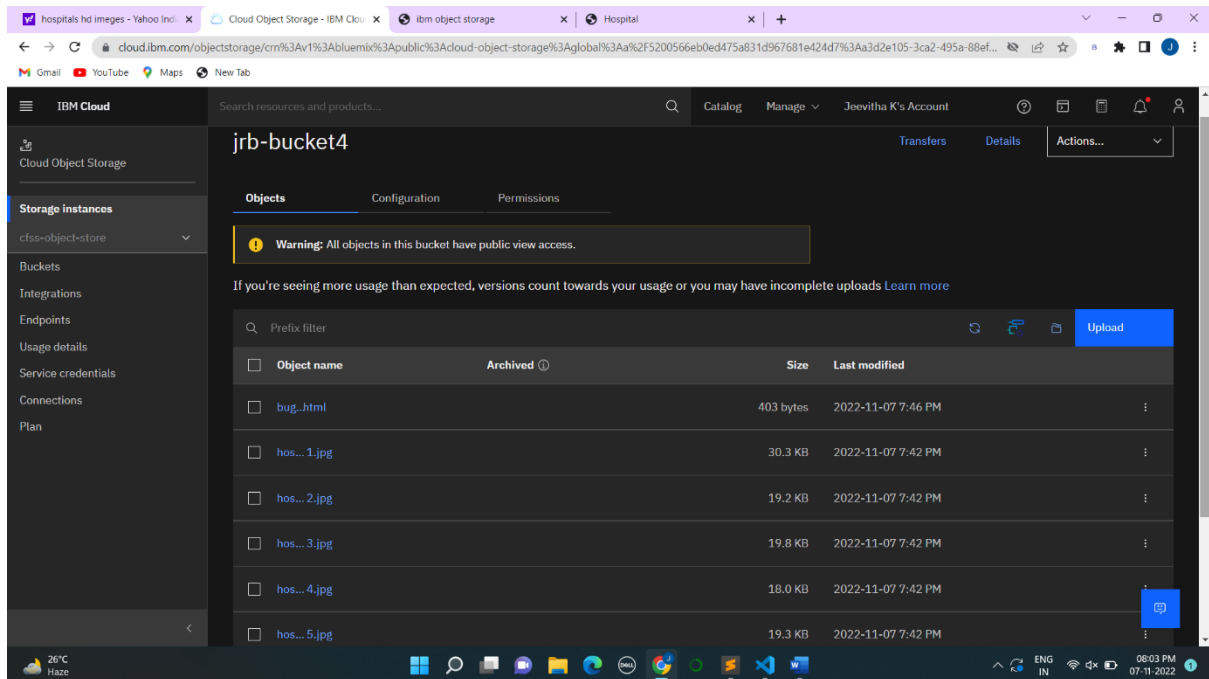 hospitals hd imeges - Yahoo Indi
Cloud Object Storage - IBM Clou
ibm object storage
Hospital
cloud.ibm.com/objectstorage/crn%3Av1%3Abluemix%3Apublic%3Acloud-object-storage%3Aglobal%3Aa%2F5200566eb0ed475a831d967681e424d7%3Aa3d2e105-3ca2-495a-88ef...
Gmail YouTube Maps New Tab
IBM Cloud Search resources and products... Catalog Manage Jeevitha K's Account
jrb-bucket4 Transfers Details Actions...
Cloud Object Storage
Objects Configuration Permissions
Storage instances
cfss-object-store
Warning: All objects in this bucket have public view access.
Buckets
Integrations
Endpoints
Usage details
Service credentials
Connections
Plan
If you're seeing more usage than expected, versions count towards your usage or you may have incomplete uploads Learn more
Prefix filter Upload
Object name Archived Size Last modified
bug...html 403 bytes 2022-11-07 7:46 PM
hos... 1.jpg 30.3 KB 2022-11-07 7:42 PM
hos... 2.jpg 19.2 KB 2022-11-07 7:42 PM
hos... 3.jpg 19.8 KB 2022-11-07 7:42 PM
hos... 4.jpg 18.0 KB 2022-11-07 7:42 PM
hos... 5.jpg 19.3 KB 2022-11-07 7:42 PM
26°C
Haze
DELL
ENG
IN
08:03 PM
07-11-2022
1